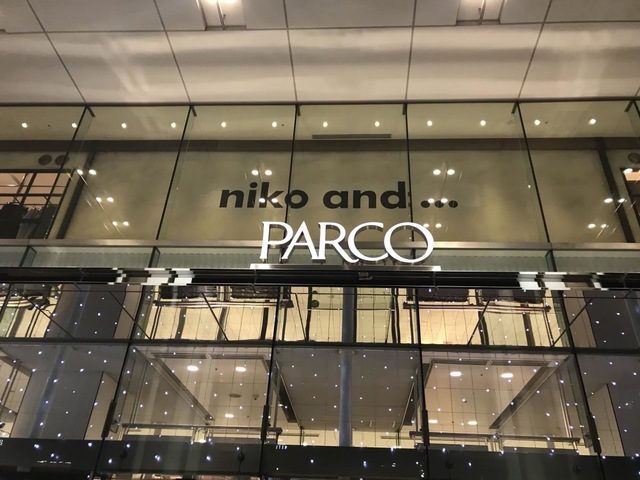 niko and ...
PARCO